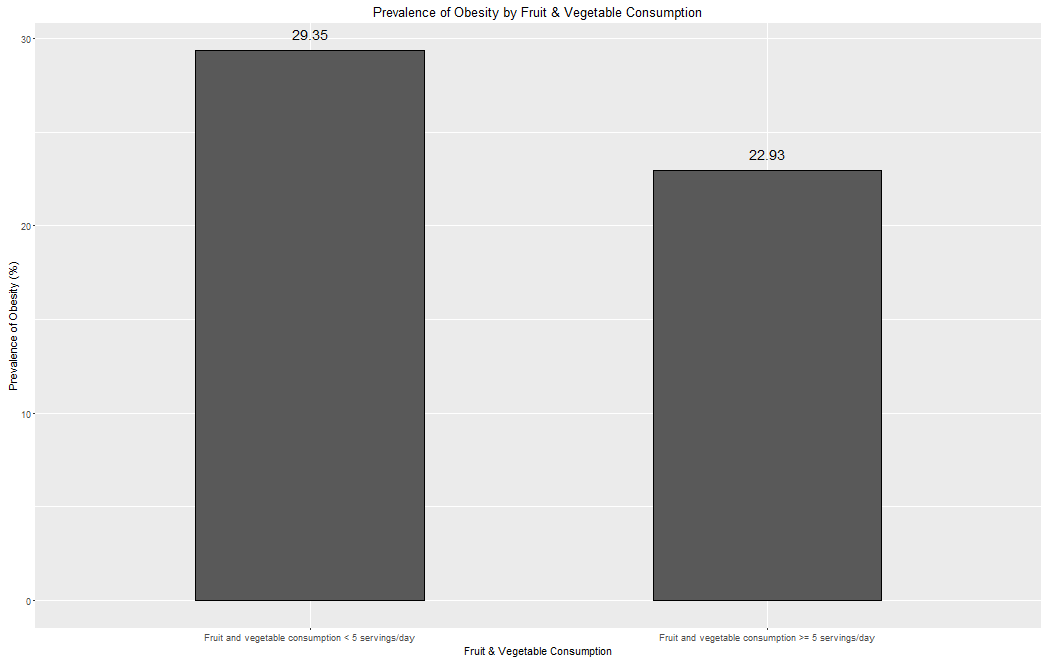 Prevalence of Obesity by Fruit & Vegetable Consumption
29.35
22.93
30
20
10
0
Prevalence of Obesity (%)
Fruit and vegetable consumption < 5 servings/day
Fruit and vegetable consumption >= 5 servings/day
Fruit & Vegetable Consumption